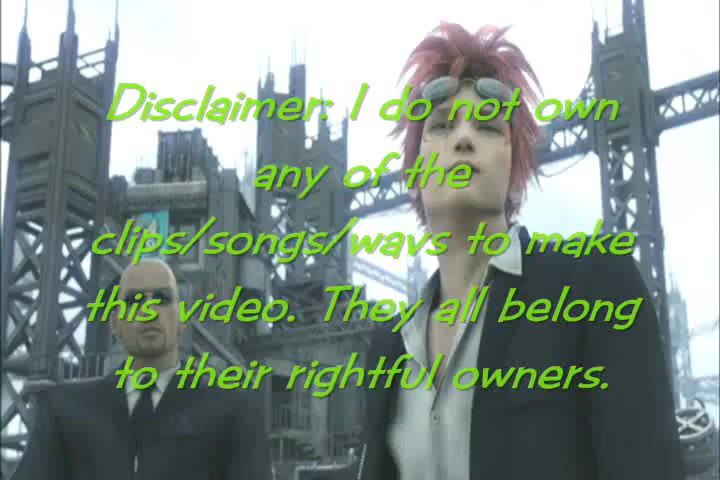 Disclaimer: I do not own
any of the
clips/songs/wavs to make
this video. They all belong
to their rightful owners.